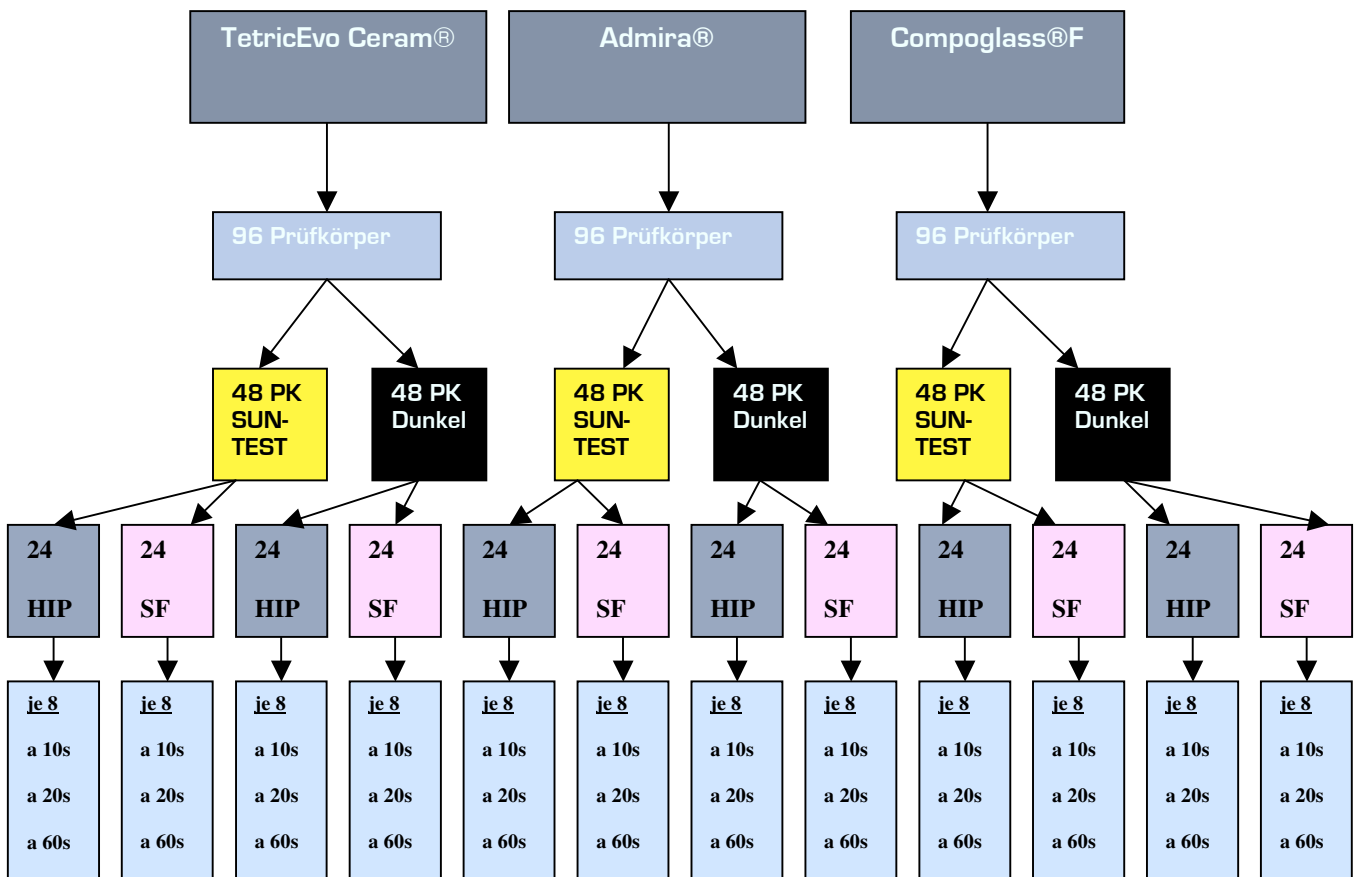 TetricEvo Ceram®
Admira®
Compoglass®F
96 Prüfkörper
96 Prüfkörper
96 Prüfkörper
48 PK
SUN-
TEST
48 PK
Dunkel
48 PK
SUN-
TEST
48 PK
Dunkel
48 PK
SUN-
TEST
48 PK
Dunkel
24
HIP
24
SF
24
HIP
24
SF
24
HIP
24
SF
24
HIP
24
SF
24
HIP
24
SF
24
HIP
24
SF
je 8
a 10s
a 20s
a 60s
je 8
a 10s
a 20s
a 60s
je 8
a 10s
a 20s
a 60s
je 8
a 10s
a 20s
a 60s
je 8
a 10s
a 20s
a 60s
je 8
a 10s
a 20s
a 60s
je 8
a 10s
a 20s
a 60s
je 8
a 10s
a 20s
a 60s
je 8
a 10s
a 20s
a 60s
je 8
a 10s
a 20s
a 60s
je 8
a 10s
a 20s
a 60s
je 8
a 10s
a 20s
a 60s